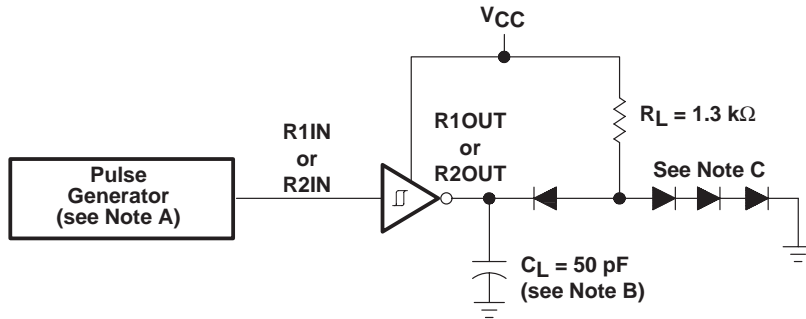 VCC
RL = 1.3 kΩ
R1IN
or
R2IN
R1OUT
or
R2OUT
See Note C
Pulse
Generator
(see Note A)
CL = 50 pF
(see Note B)